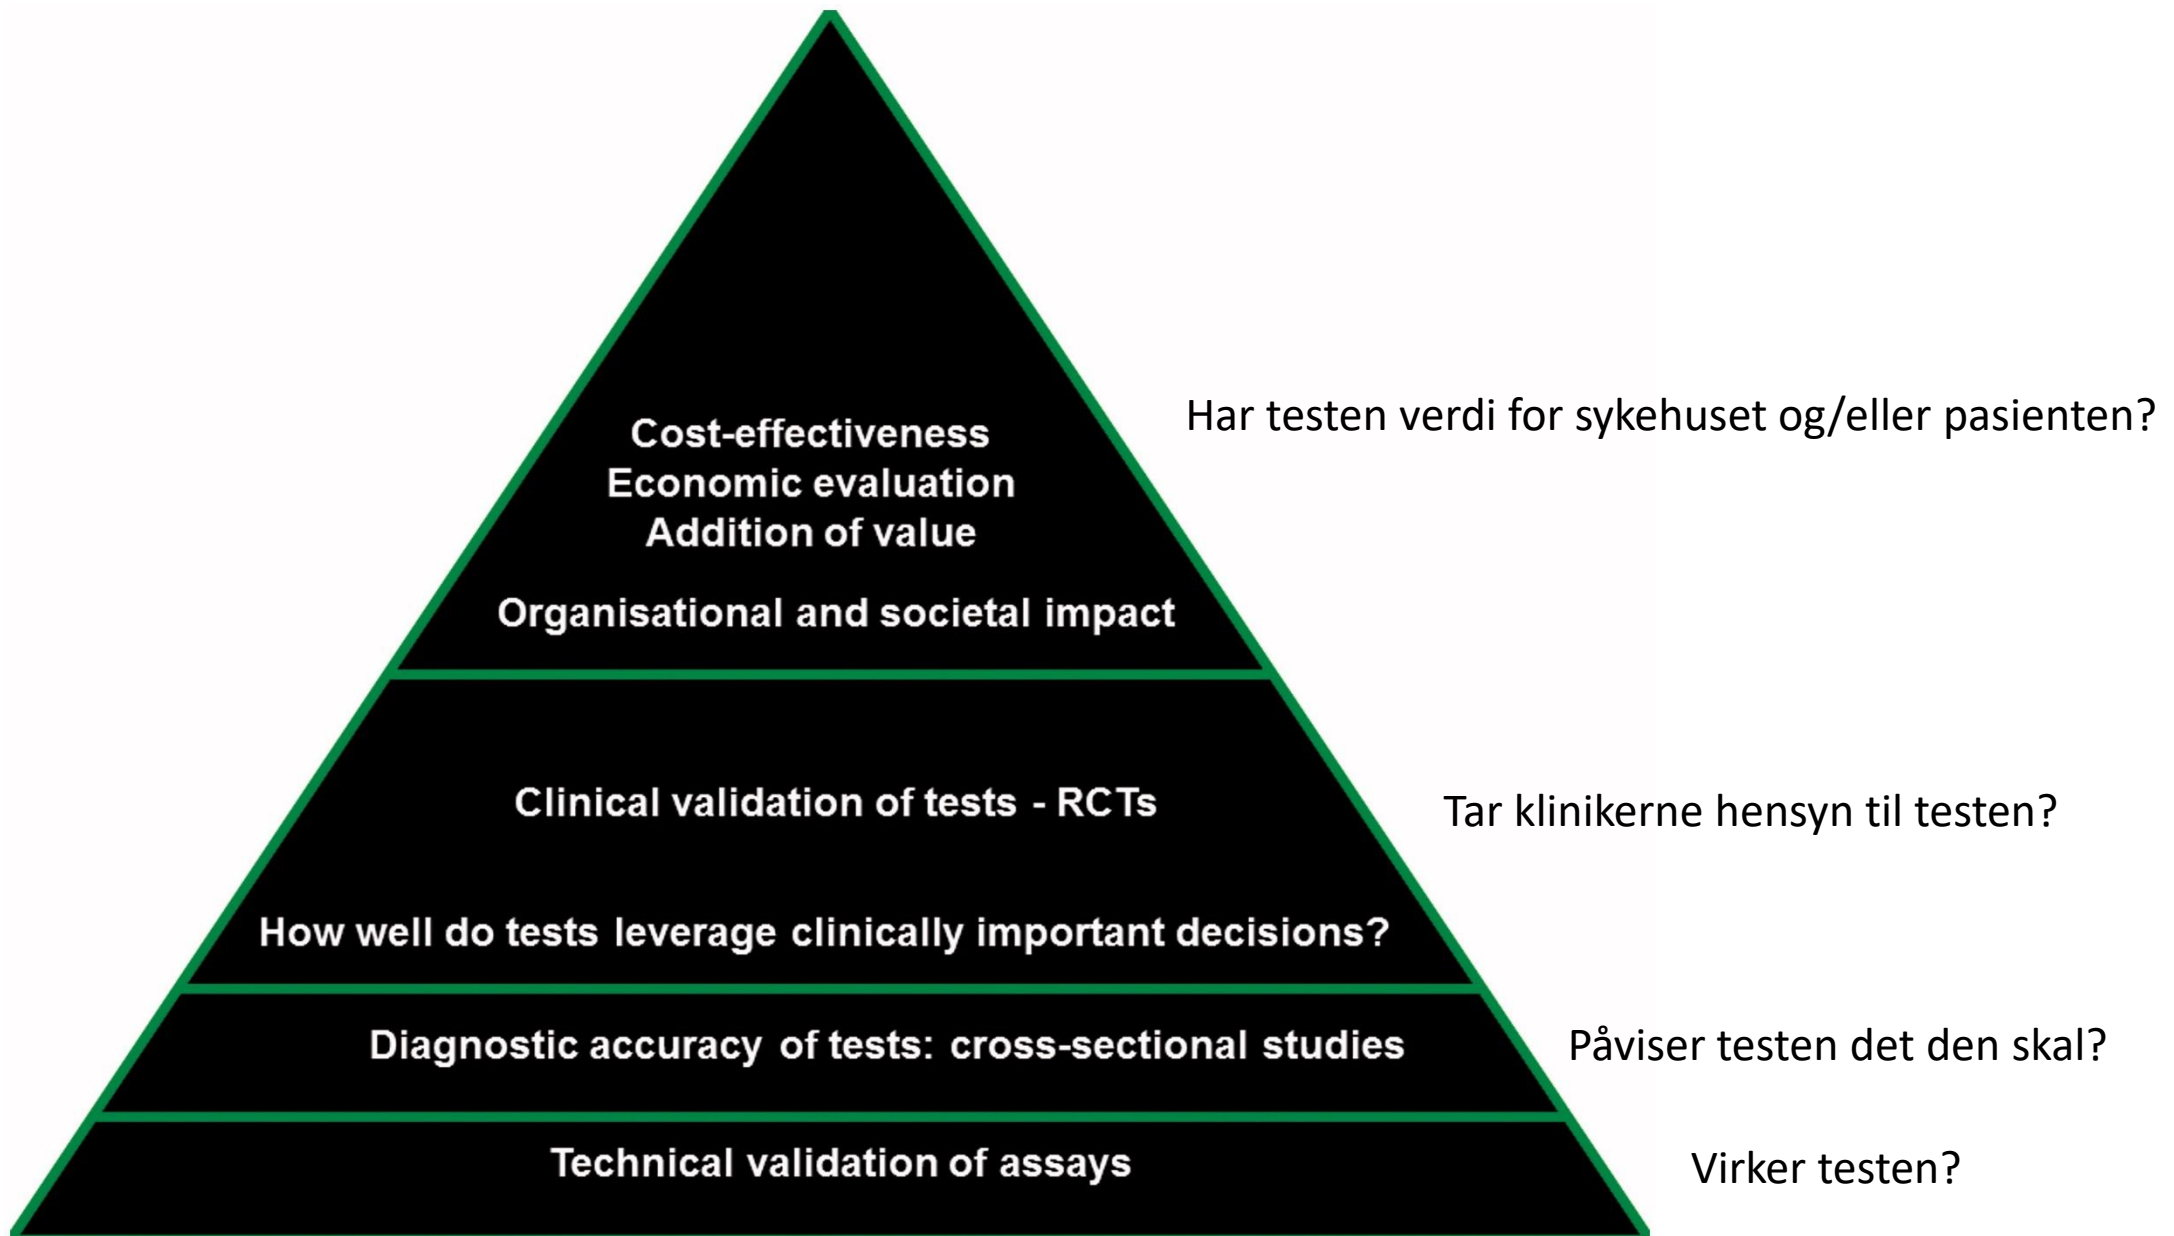 Cost-effectiveness
Economic evaluation
Addition of value
Organisational and societal impact
Har testen verdi for sykehuset og/eller pasienten?
Clinical validation of tests - RCTs
How well do tests leverage clinically important decisions?
Tar klinikerne hensyn til testen?
Diagnostic accuracy of tests: cross-sectional studies
Påviser testen det den skal?
Technical validation of assays
Virker testen?